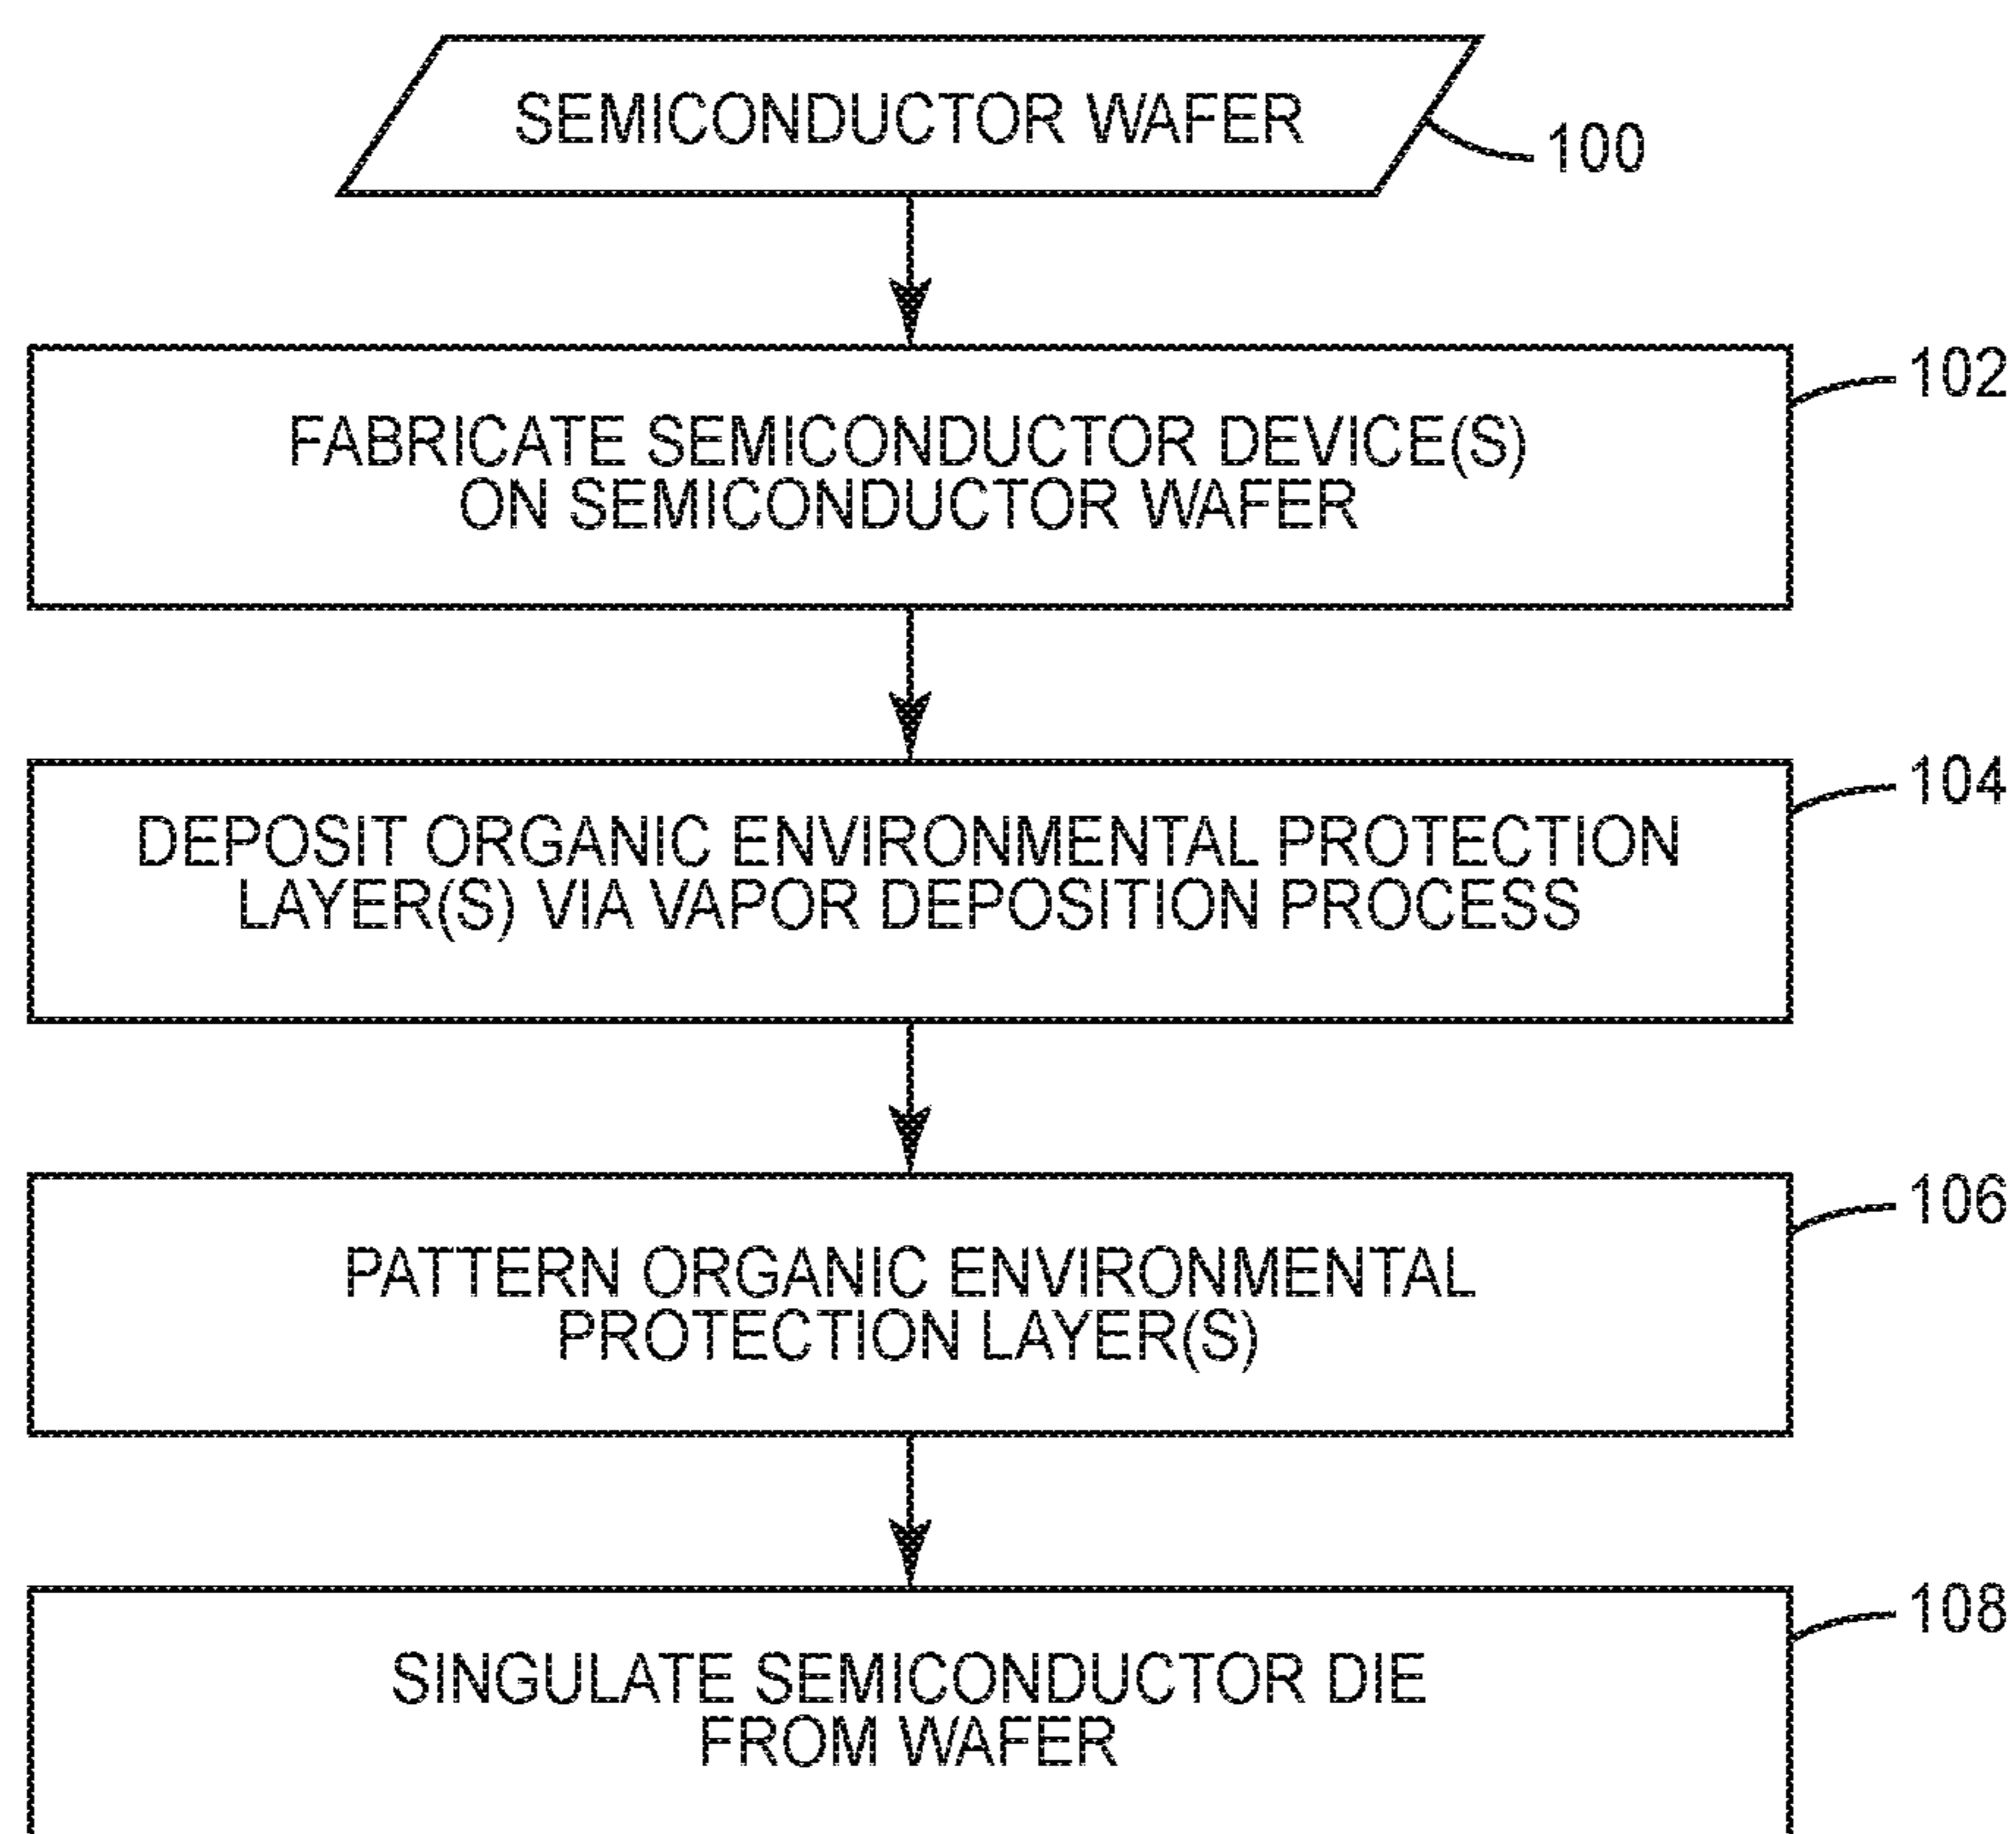 SEMICONDUCTOR WAFER
100
102
FABRICATE SEMICONDUCTOR DEVICE(S)
ON SEMICONDUCTOR WAFER
104
DEPOSIT ORGANIC ENVIRONMENTAL PROTECTION
LAYER(S) VIA VAPOR DEPOSITION PROCESS
106
PATTERN ORGANIC ENVIRONMENTAL
PROTECTION LAYER(S)
108
SINGULATE SEMICONDUCTOR DIE
FROM WAFER